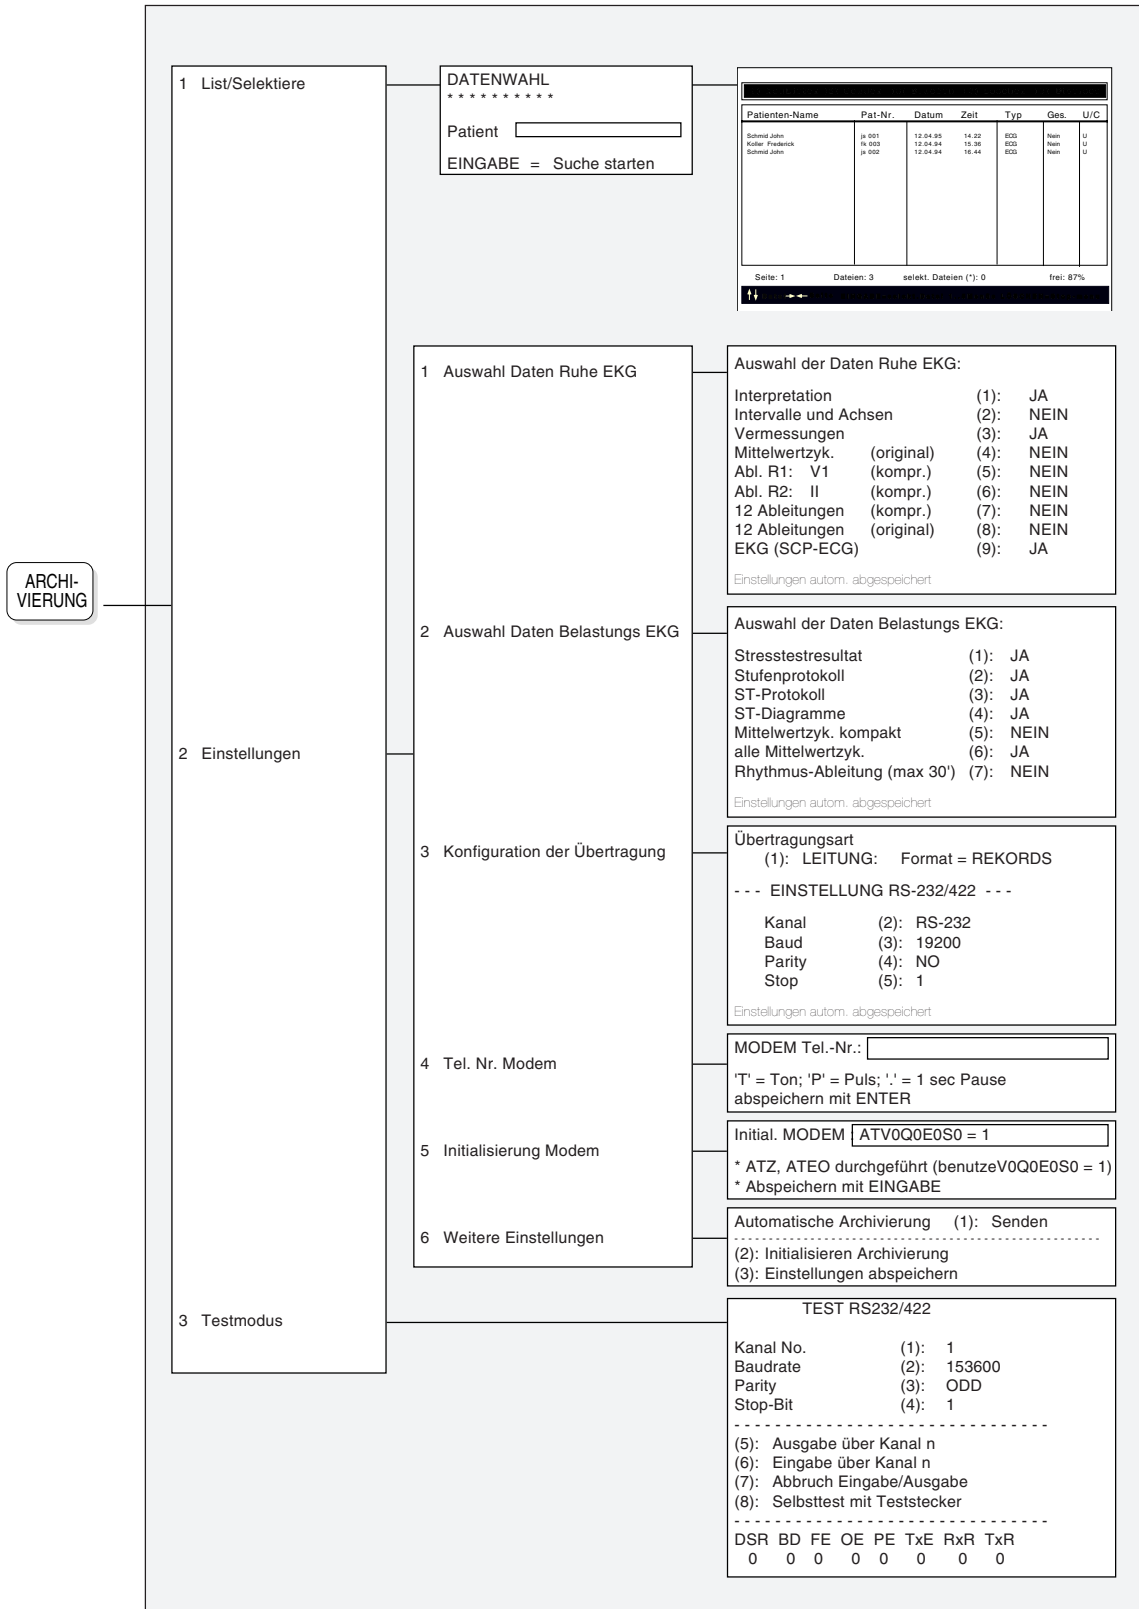 ARCHI-
VIERUNG
1 List/Selektiere
DATENWAHL
* * * * * * * * * *
Patient
EINGABE = Suche starten
Patienten-Name Pat-Nr. Datum Zeit Typ Ges. U/C
Schmid John js 001 12.04.95 14.22 ECG Nein U
Koller Frederick fk 003 12.04.94 15.36 ECG Nein U
Schmid John js 002 12.04.94 16.44 ECG Nein U
Seite: 1 Dateien: 3 selekt. Dateien (*): 0 frei: 87%
2 Einstellungen
1 Auswahl Daten Ruhe EKG
Auswahl der Daten Ruhe EKG:
Interpretation (1): JA
Intervalle und Achsen (2): NEIN
Vermessungen (3): JA
Mittelwertzyk. (original) (4): NEIN
Abl. R1: V1 (kompr.) (5): NEIN
Abl. R2: II (kompr.) (6): NEIN
12 Ableitungen (kompr.) (7): NEIN
12 Ableitungen (original) (8): NEIN
EKG (SCP-ECG) (9): JA
Einstellungen autom. abgespeichert
2 Auswahl Daten Belastungs EKG
Auswahl der Daten Belastungs EKG:
Stresstestresultat (1): JA
Stufenprotokoll (2): JA
ST-Protokoll (3): JA
ST-Diagramme (4): JA
Mittelwertzyk. kompakt (5): NEIN
alle Mittelwertzyk. (6): JA
Rhythmus-Ableitung (max 30') (7): NEIN
Einstellungen autom. abgespeichert
3 Konfiguration der Übertragung
Übertragungsart
(1): LEITUNG: Format = REKORDS
- - - EINSTELLUNG RS-232/422 - - -
Kanal (2): RS-232
Baud (3): 19200
Parity (4): NO
Stop (5): 1
Einstellungen autom. abgespeichert
4 Tel. Nr. Modem
MODEM Tel.-Nr.:
'T' = Ton; 'P' = Puls; '.' = 1 sec Pause
abspeichern mit ENTER
5 Initialisierung Modem
Initial. MODEM : ATV0Q0E0S0 = 1
* ATZ, ATEO durchgeführt (benutzeV0Q0E0S0 = 1)
* Abspeichern mit EINGABE
6 Weitere Einstellungen
Automatische Archivierung (1): Senden
(2): Initialisieren Archivierung
(3): Einstellungen abspeichern
3 Testmodus
TEST RS232/422
Kanal No. (1): 1
Baudrate (2): 153600
Parity (3): ODD
Stop-Bit (4): 1
(5): Ausgabe über Kanal n
(6): Eingabe über Kanal n
(7): Abbruch Eingabe/Ausgabe
(8): Selbsttest mit Teststecker
DSR BD FE OE PE TxE RxR TxR
0 0 0 0 0 0 0 0